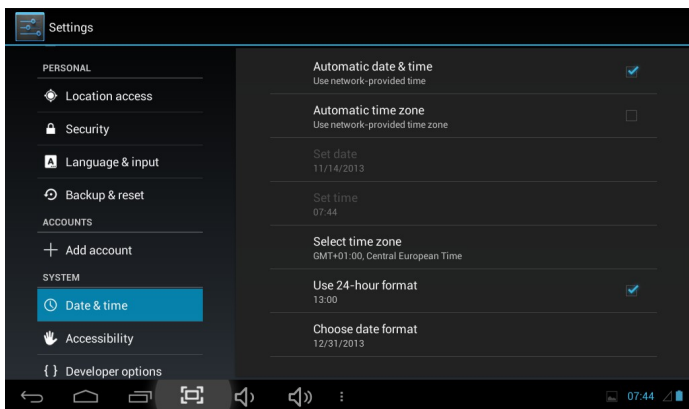 Settings
PERSONAL
Location access
Security
Language & input
Backup & reset
ACCOUNTS
Add account
SYSTEM
Date & time
Accessibility
{ } Developer options
Automatic date & time
Use network-provided time
Automatic time zone
Use network-provided time zone
Set date
11/14/2013
Set time
07:44
Select time zone
GMT+01:00, Central European Time
Use 24-hour format
13:00
Choose date format
12/31/2013
07:44